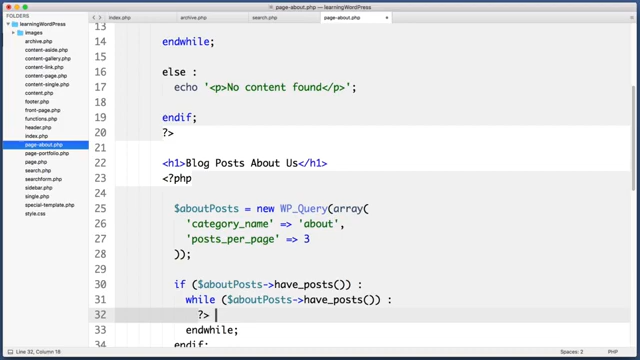 page-about.php — learningWordPress
FOLDERS
learningWordPress
images
archive.php
content-aside.php
content-gallery.php
content-link.php
content-page.php
content-single.php
content.php
footer.php
front-page.php
functions.php
header.php
index.php
page-about.php
page-portfolio.php
page.php
search.php
searchform.php
sidebar.php
single.php
special-template.php
style.css
index.php
archive.php
search.php
page-about.php
13
14 endwhile;
15
16 else :
17 echo '<p>No content found</p>';
18
19 endif;
20 ?>
21
22 <h1>Blog Posts About Us</h1>
23 <?php
24
25 $aboutPosts = new WP_Query(array(
26 'category_name' => 'about',
27 'posts_per_page' => 3
28 ));
29
30 if ($aboutPosts->have_posts()) :
31 while ($aboutPosts->have_posts()) :
32 ?>
33 endwhile;
34 endif;
Line 32, Column 18
Spaces: 2
PHP